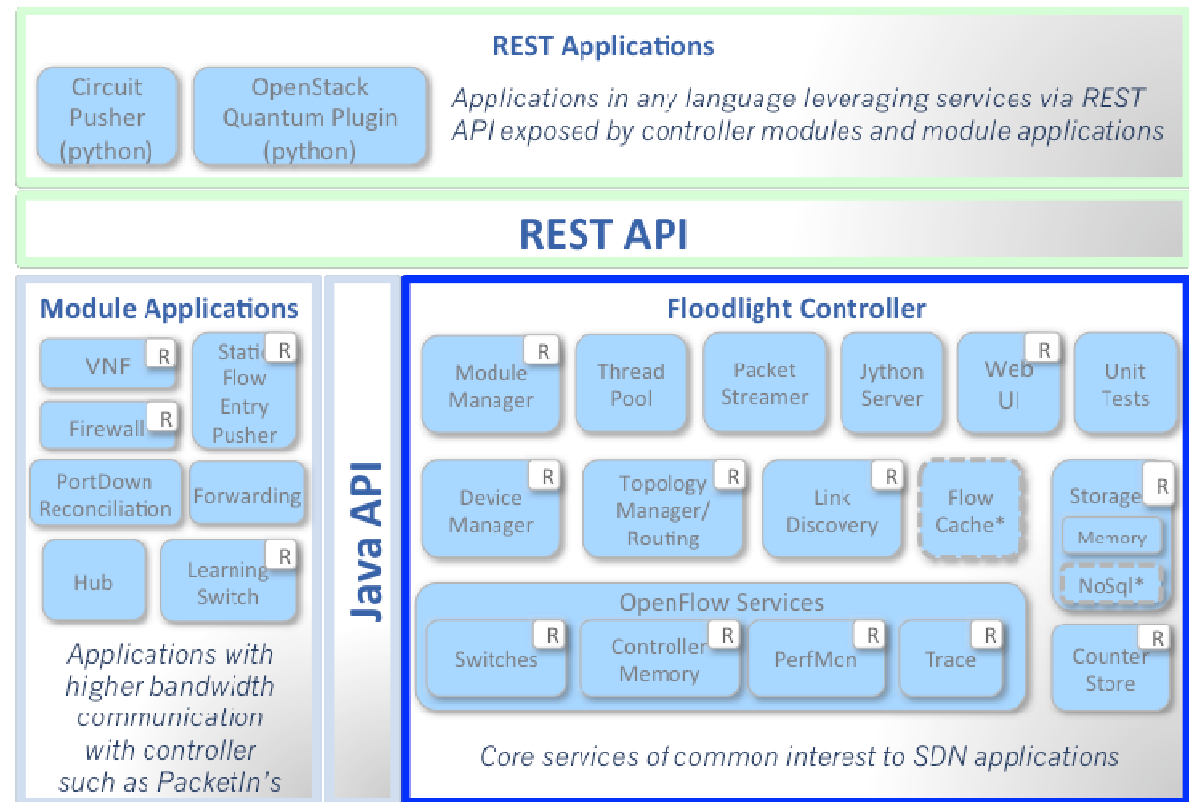 REST Applications
Circuit
Pusher
(python)
OpenStack
Quantum Plugin
(python)
Applications in any language leveraging services via REST
API exposed by controller modules and module applications
REST API
Module Applications
VNF
R
Static
Flow
Entry
Pusher
R
Firewall
R
PortDown
Reconciliation
Forwarding
Hub
Learning
Switch
R
Applications with
higher bandwidth
communication
with controller
such as PacketIn's
Java API
Floodlight Controller
Module
Manager
R
Thread
Pool
Packet
Streamer
Jython
Server
Web
UI
R
Unit
Tests
Device
Manager
R
Topology
Manager/
Routing
R
Link
Discovery
R
Flow
Cache*
Storage
R
Memory
NoSql*
OpenFlow Services
Switches
R
Controller
Memory
R
PerfMon
R
Trace
R
Counter
Store
R
Core services of common interest to SDN applications